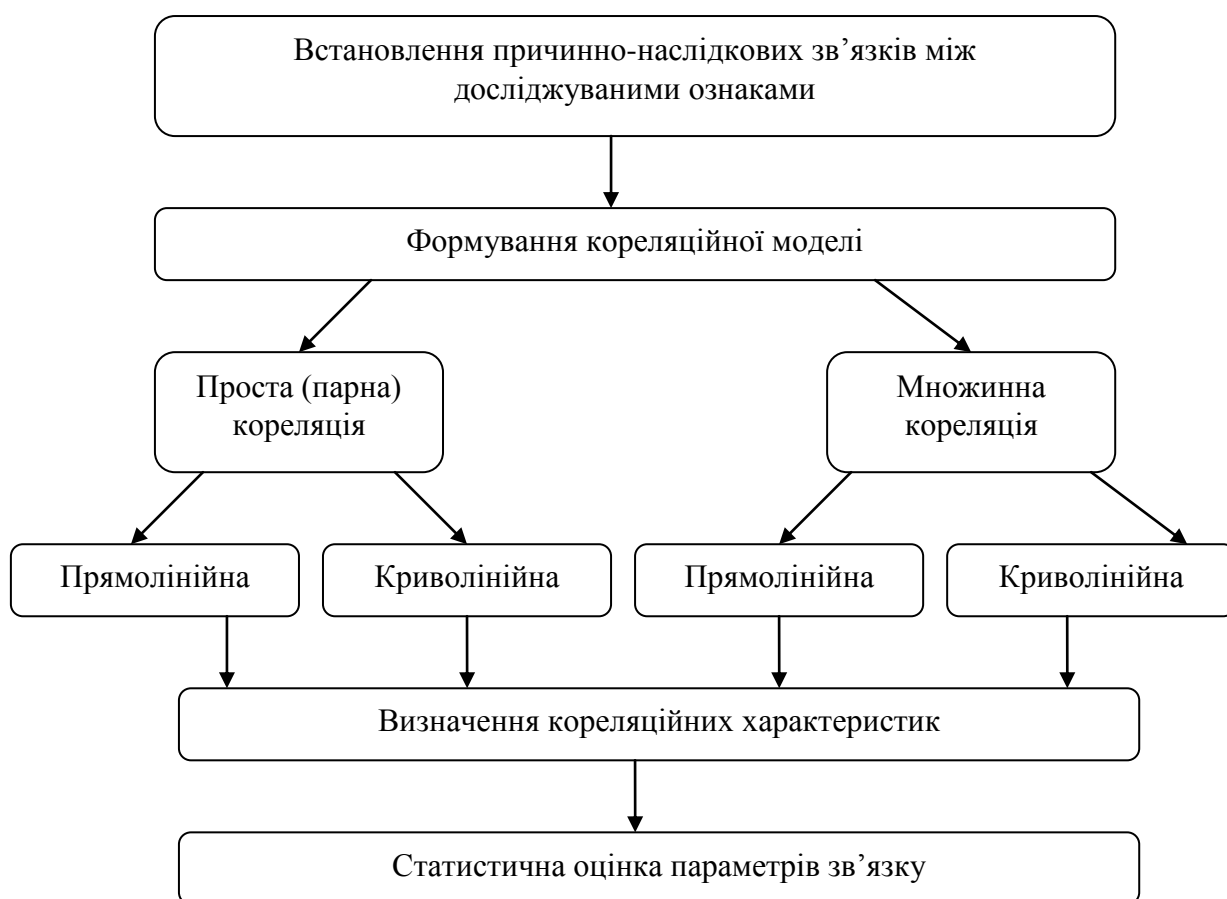 Встановлення причинно-наслідкових зв’язків між
досліджуваними ознаками
Формування кореляційної моделі
Проста (парна)
кореляція
Множинна
кореляція
Прямолінійна
Криволінійна
Прямолінійна
Криволінійна
Визначення кореляційних характеристик
Статистична оцінка параметрів зв’язку